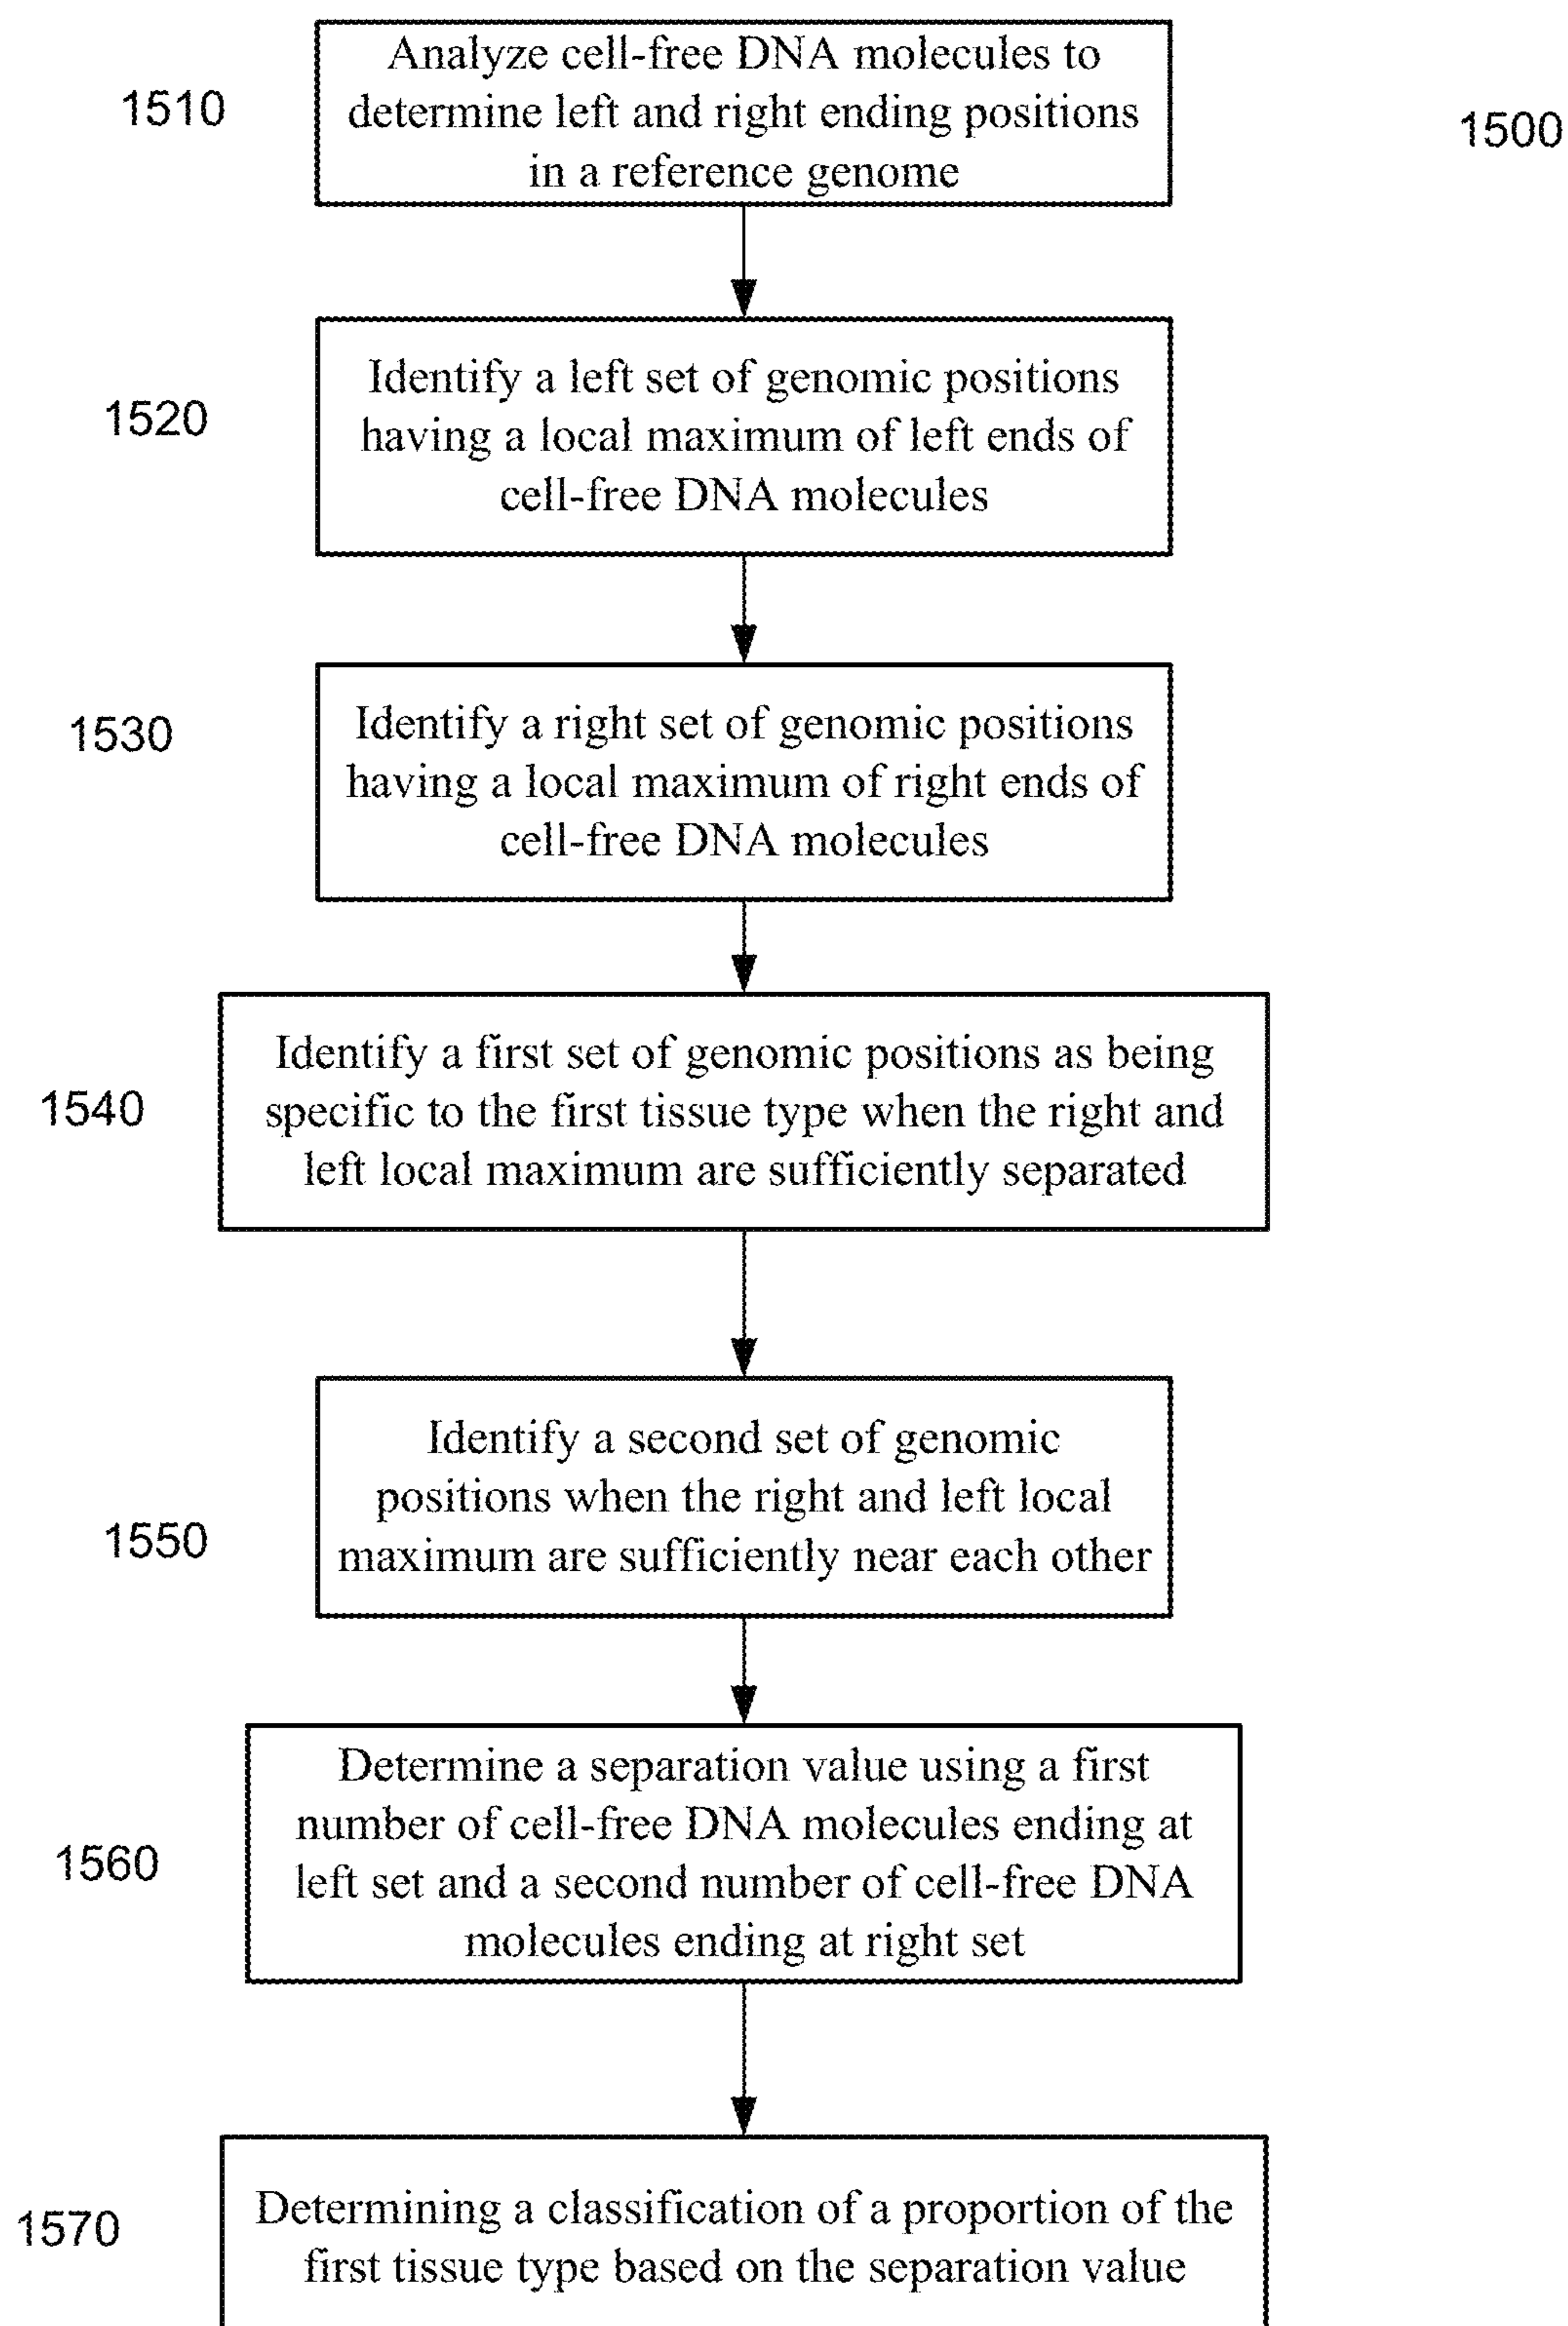 1500
1510
Analyze cell-free DNA molecules to
determine left and right ending positions
in a reference genome
1520
Identify a left set of genomic positions
having a local maximum of left ends of
cell-free DNA molecules
1530
Identify a right set of genomic positions
having a local maximum of right ends of
cell-free DNA molecules
1540
Identify a first set of genomic positions as being
specific to the first tissue type when the right and
left local maximum are sufficiently separated
1550
Identify a second set of genomic
positions when the right and left local
maximum are sufficiently near each other
1560
Determine a separation value using a first
number of cell-free DNA molecules ending at
left set and a second number of cell-free DNA
molecules ending at right set
1570
Determining a classification of a proportion of the
first tissue type based on the separation value